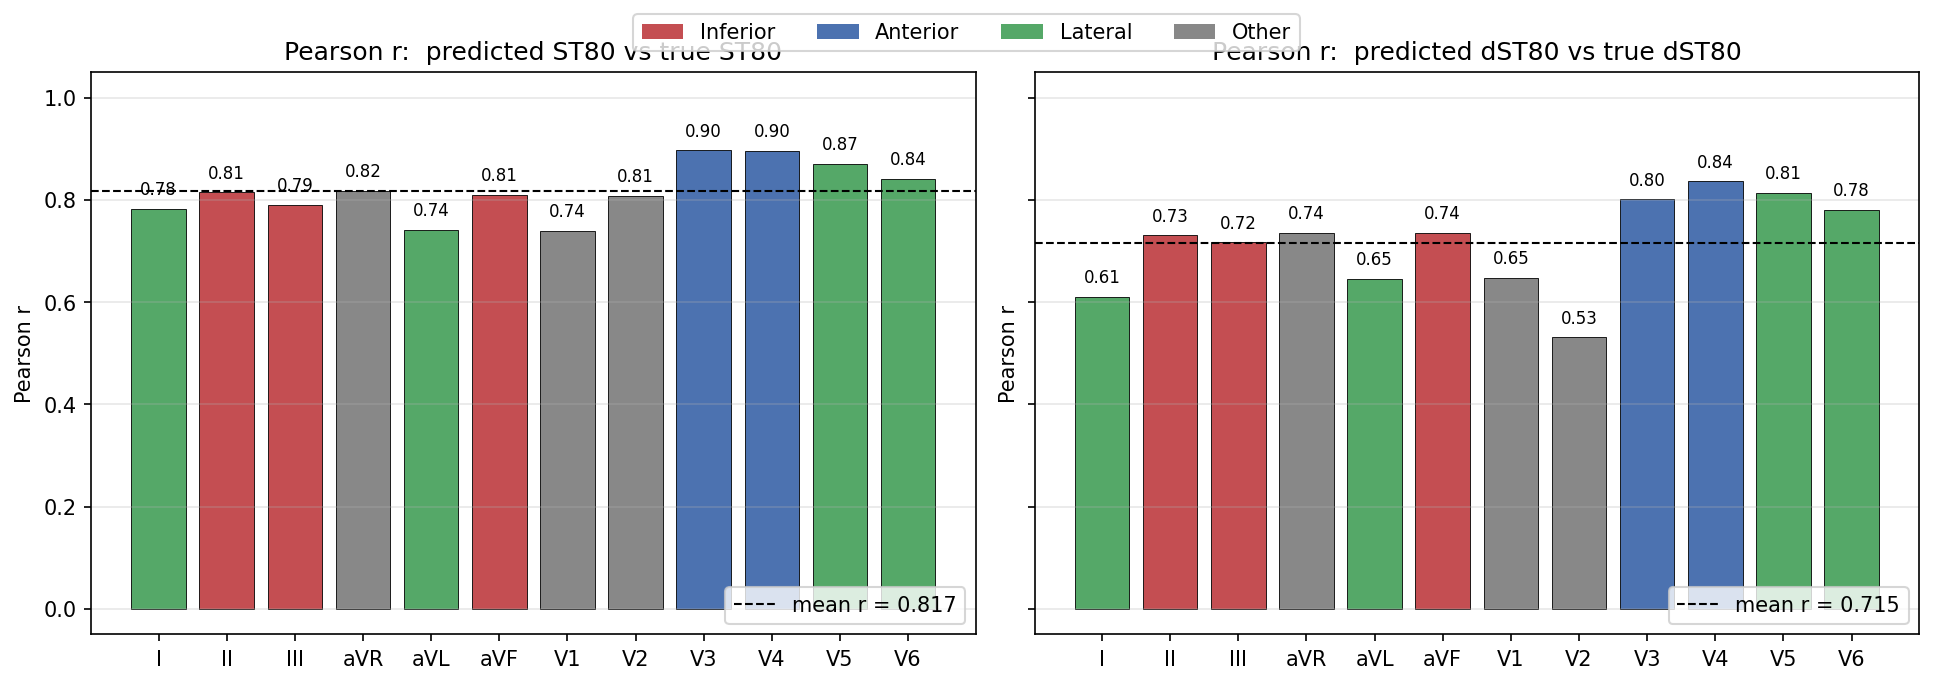 Inferior Anterior Lateral Other
Pearson r: predicted ST80 vs true ST80
Pearson r
1.0
0.8
0.6
0.4
0.2
0.0
0.78 0.81 0.79 0.82 0.74 0.81 0.74 0.81 0.90 0.90 0.87 0.84
mean r = 0.817
I II III aVR aVL aVF V1 V2 V3 V4 V5 V6
Pearson r: predicted dST80 vs true dST80
Pearson r
0.61 0.73 0.72 0.74 0.65 0.74 0.65 0.53 0.80 0.84 0.81 0.78
mean r = 0.715
I II III aVR aVL aVF V1 V2 V3 V4 V5 V6